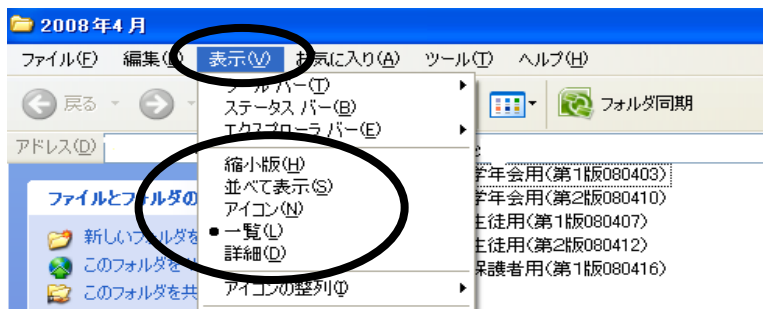 2008年4月
ファイル(F) 編集( 表示(V) お気に入り(A) ツール(T) ヘルプ(H)
戻る フォルダ同期
アドレス(D)
ツール バー(T)
ステータス バー(B)
エクスプローラ バー(E)
縮小版(H)
並べて表示(S)
アイコン(N)
一覧(L)
詳細(D)
アイコンの整列(I)
ファイルとフォルダの
新しいフォルダを
このフォルダを
このフォルダを共
学年会用(第1版080403)
学年会用(第2版080410)
生徒用(第1版080407)
生徒用(第2版080412)
保護者用(第1版080416)